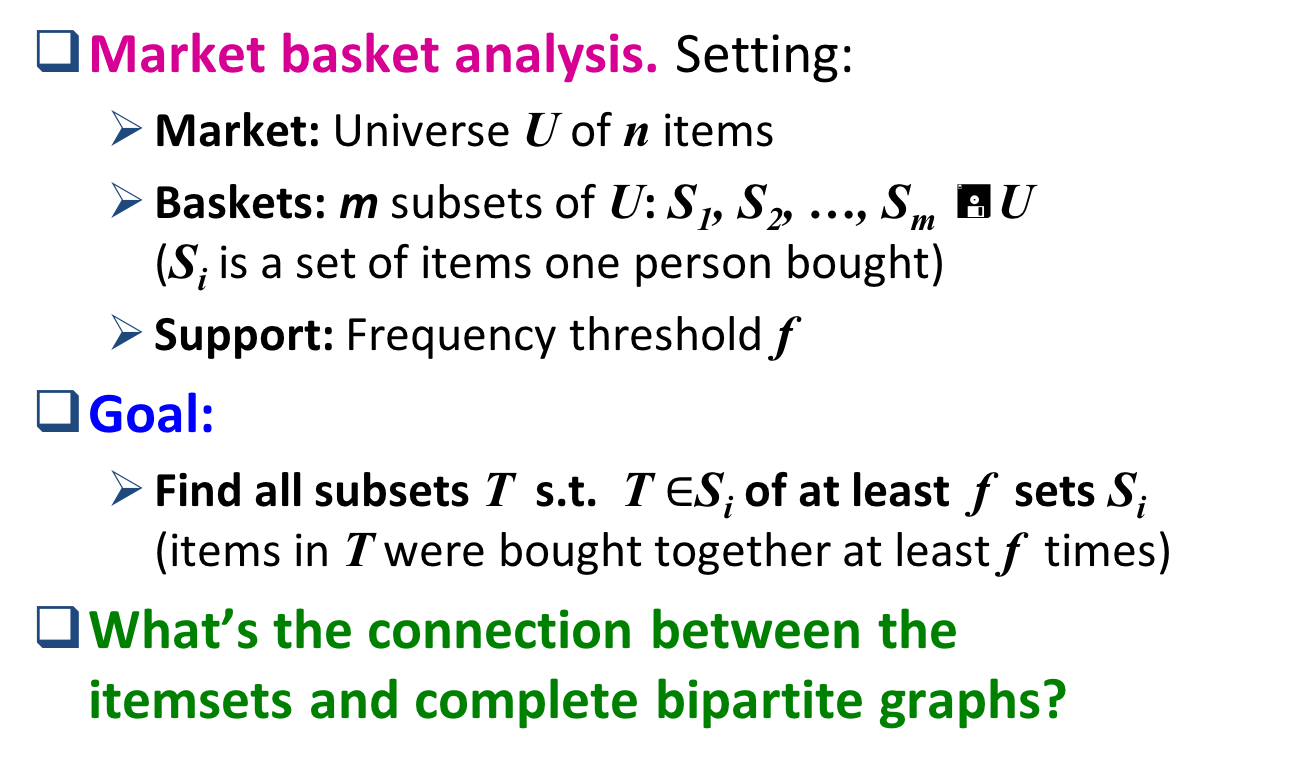 ❑ Market basket analysis. Setting:
➢ Market: Universe U of n items
➢ Baskets: m subsets of U: S₁, S₂, …, Sₘ 🖬 U
(Sᵢ is a set of items one person bought)
➢ Support: Frequency threshold f
❑ Goal:
➢ Find all subsets T s.t. T ∈Sᵢ of at least f sets Sᵢ
(items in T were bought together at least f times)
❑ What’s the connection between the
itemsets and complete bipartite graphs?